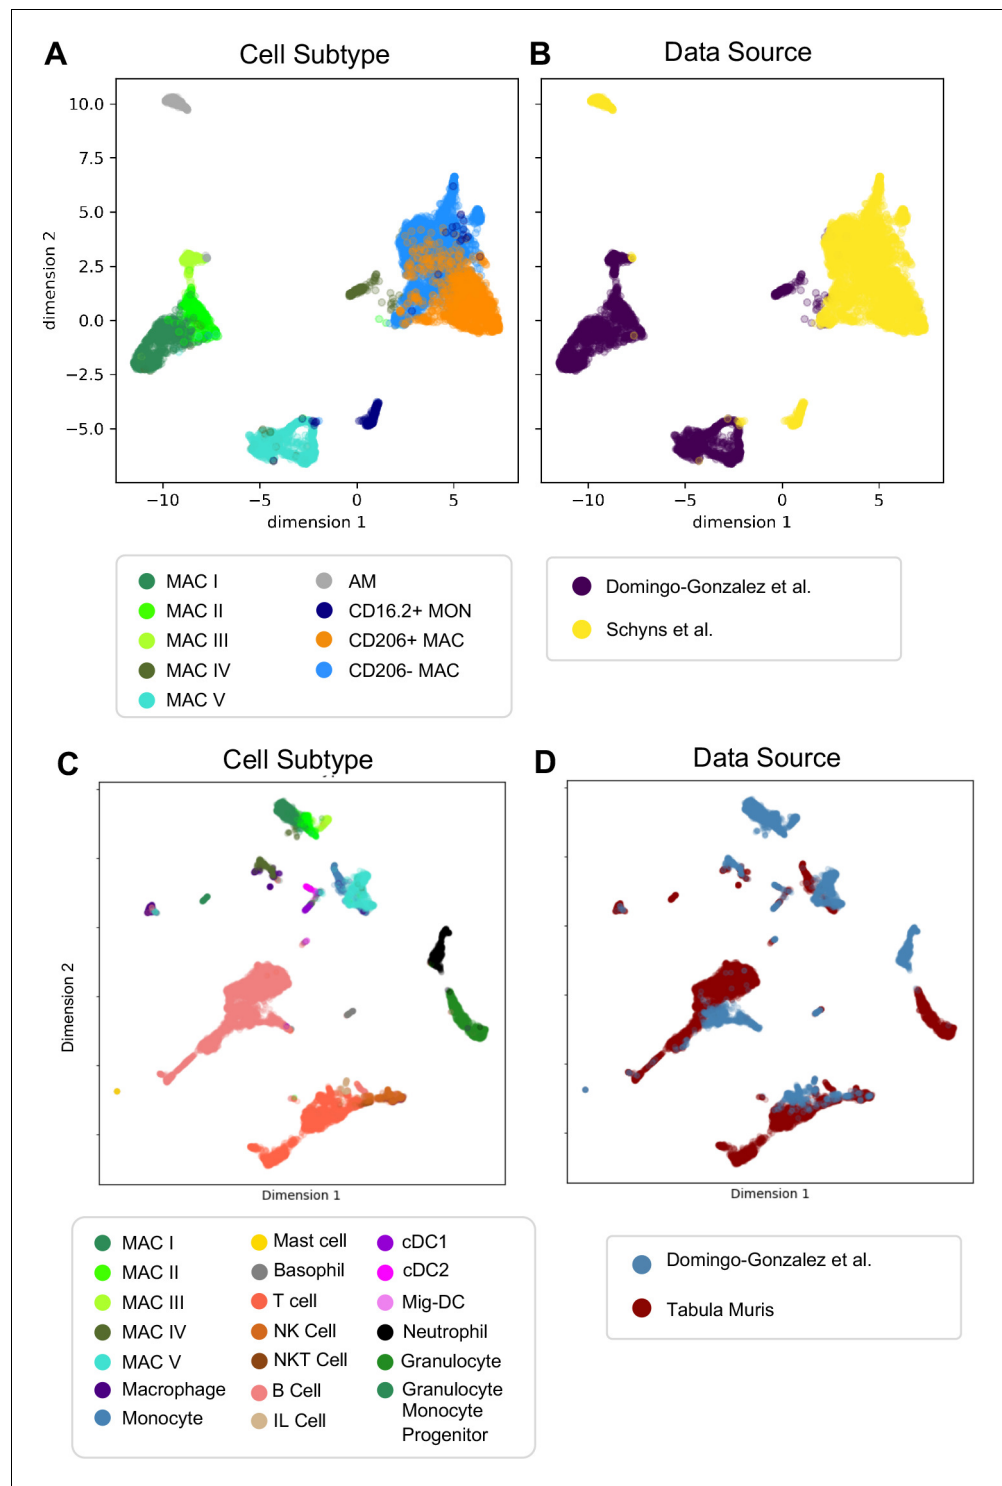 A
Cell Subtype
B
Data Source
10.0
7.5
5.0
2.5
0.0
−2.5
−5.0
dimension 2
−10
−5
0
5
dimension 1
−10
−5
0
5
dimension 1
MAC I
MAC II
MAC III
MAC IV
MAC V
AM
CD16.2+ MON
CD206+ MAC
CD206- MAC
Domingo-Gonzalez et al.
Schyns et al.
C
Cell Subtype
D
Data Source
Dimension 2
Dimension 1
Dimension 1
MAC I
MAC II
MAC III
MAC IV
MAC V
Macrophage
Monocyte
Mast cell
Basophil
T cell
NK Cell
NKT Cell
B Cell
IL Cell
cDC1
cDC2
Mig-DC
Neutrophil
Granulocyte
Granulocyte
Monocyte
Progenitor
Domingo-Gonzalez et al.
Tabula Muris